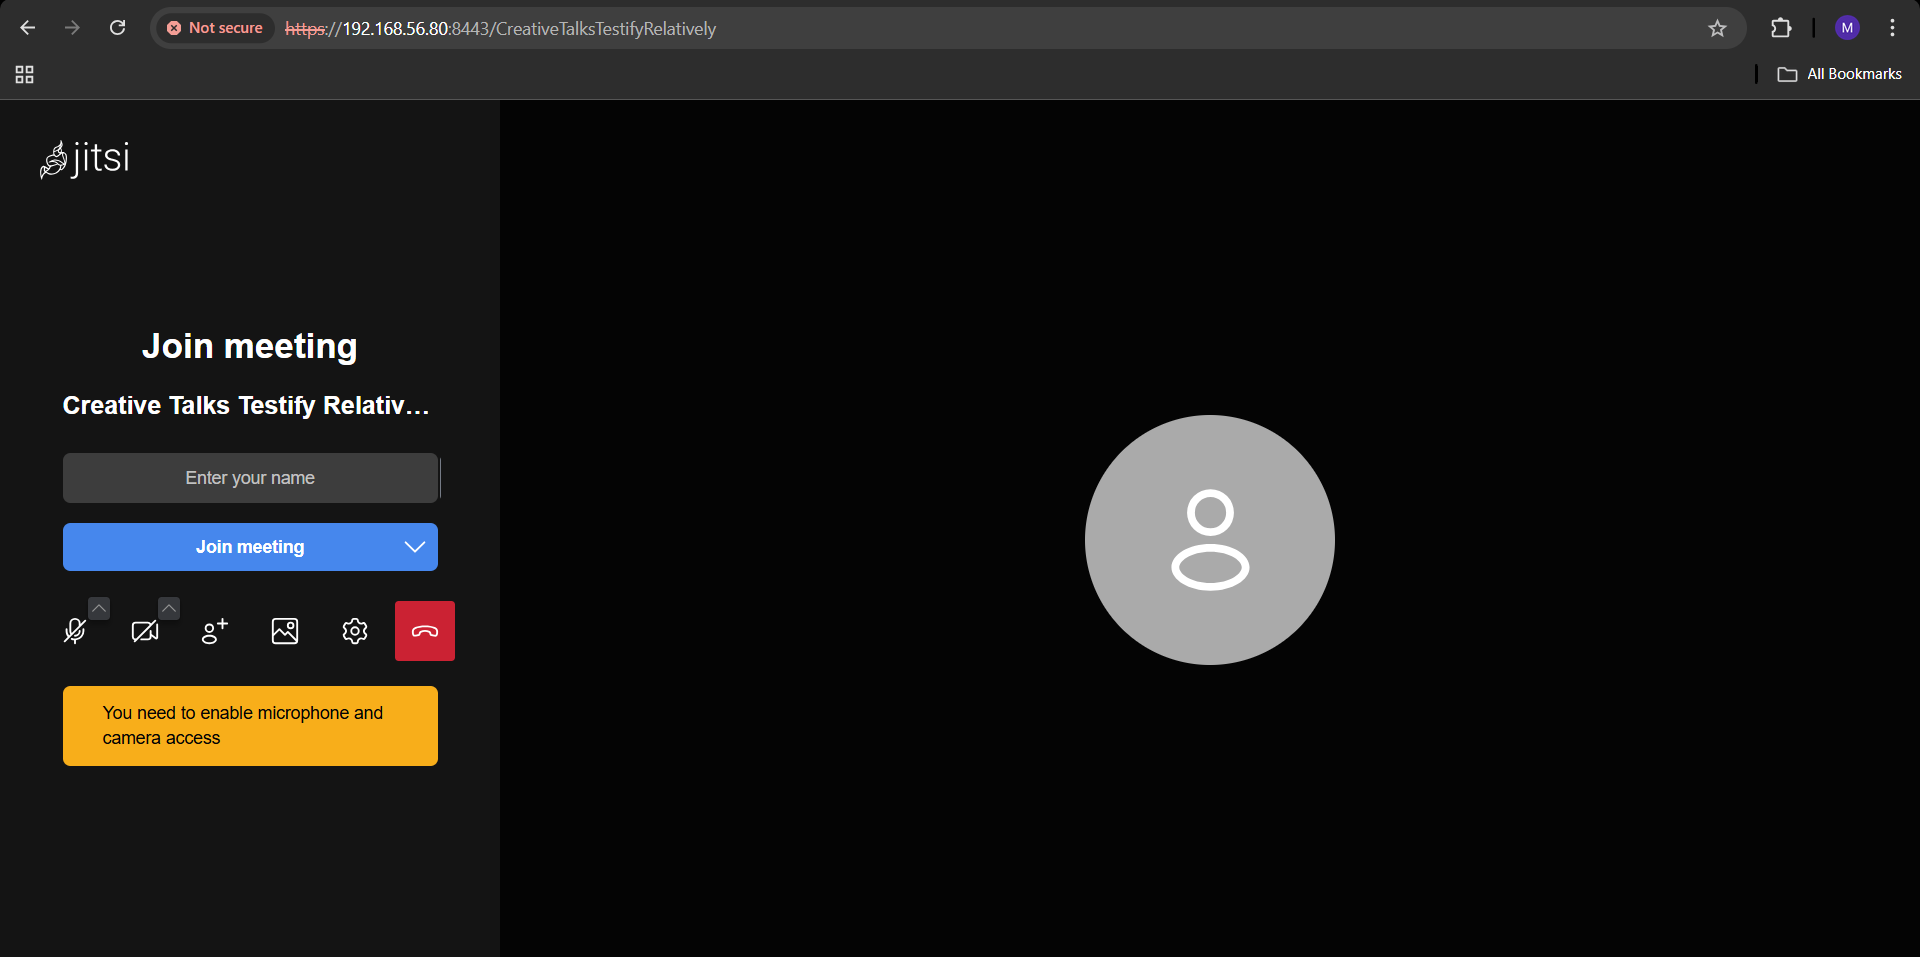 Not secure
https://192.168.56.80:8443/CreativeTalksTestifyRelatively
M
All Bookmarks
jitsi
Join meeting
Creative Talks Testify Relativ...
Enter your name
Join meeting
You need to enable microphone and
camera access